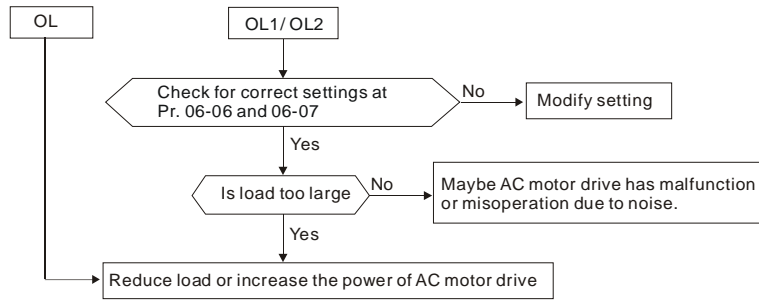 OL
OL1/ OL2
Check for correct settings at
Pr. 06-06 and 06-07
No
Modify setting
Yes
Is load too large
No
Maybe AC motor drive has malfunction
or misoperation due to noise.
Yes
Reduce load or increase the power of AC motor drive